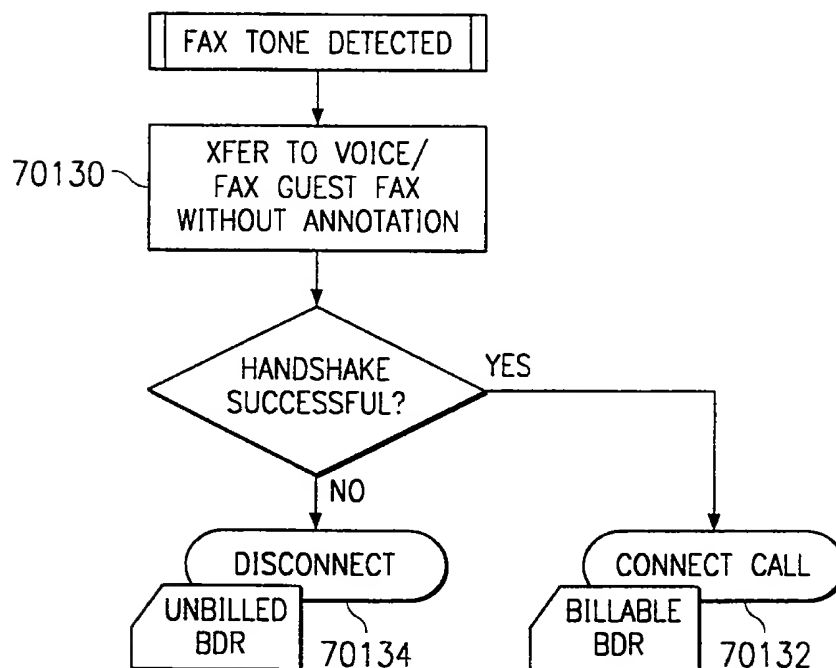 FAX TONE DETECTED
70130
XFER TO VOICE/
FAX GUEST FAX
WITHOUT ANNOTATION
HANDSHAKE
SUCCESSFUL?
YES
NO
DISCONNECT
UNBILLED
BDR
70134
CONNECT CALL
BILLABLE
BDR
70132